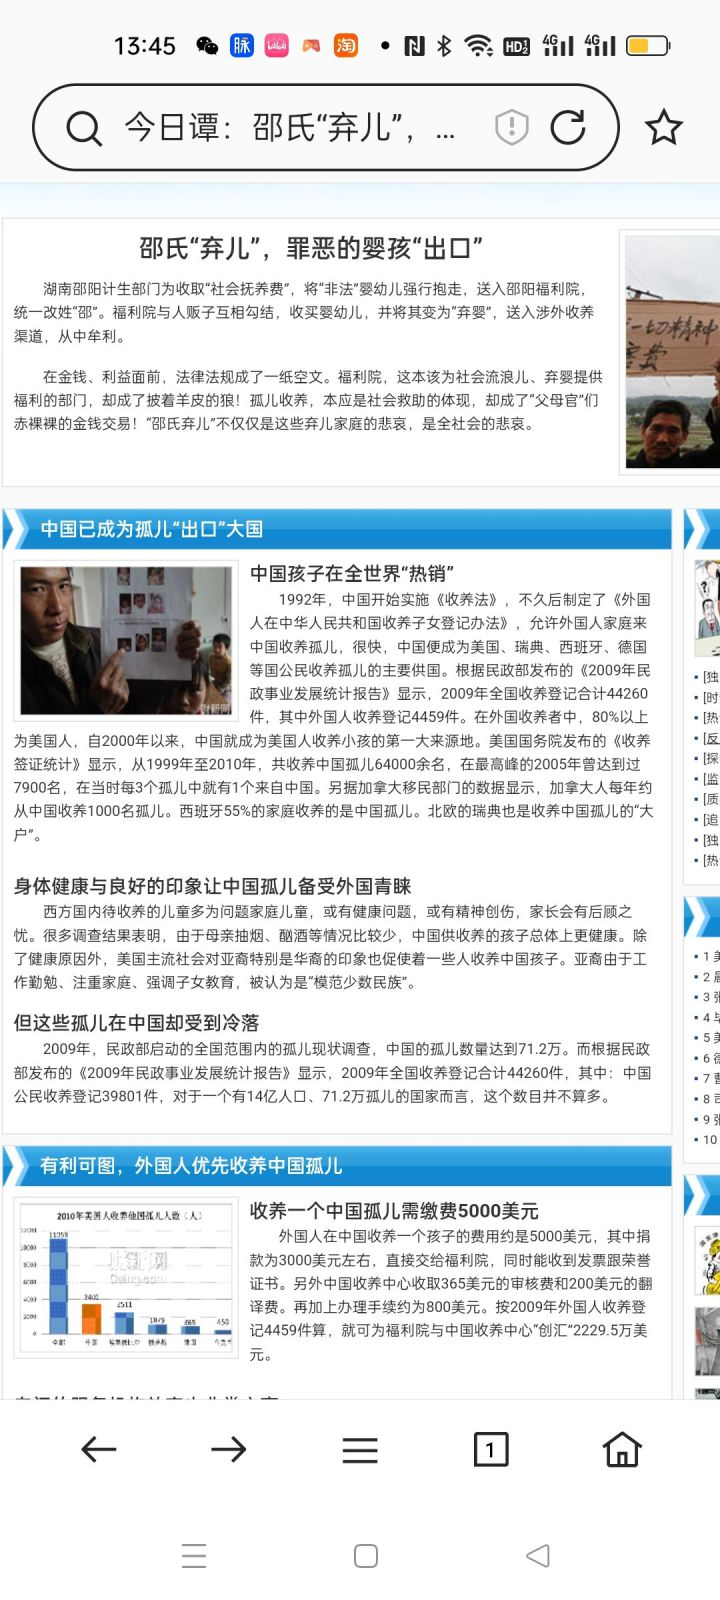 13:45
脉
淘
HD 1 2
4G
4G
今日谭：邵氏“弃儿”，...
邵氏“弃儿”，罪恶的婴孩“出口”
湖南邵阳计生部门为收取“社会抚养费”，将“非法”婴幼儿强行抱走，送入邵阳福利院，
统一改姓“邵”。福利院与人贩子互相勾结，收买婴幼儿，并将其变为“弃婴”，送入涉外收养
渠道，从中牟利。
在金钱、利益面前，法律法规成了一纸空文。福利院，这本该为社会流浪儿、弃婴提供
福利的部门，却成了披着羊皮的狼！孤儿收养，本应是社会救助的体现，却成了“父母官”们
赤裸裸的金钱交易！“邵氏弃儿”不仅仅是这些弃儿家庭的悲哀，是全社会的悲哀。
一切精神
费
中国已成为孤儿“出口”大国
财新网
中国孩子在全世界“热销”
1992年，中国开始实施《收养法》，不久后制定了《外国
人在中华人民共和国收养子女登记办法》，允许外国人家庭来
中国收养孤儿，很快，中国便成为美国、瑞典、西班牙、德国
等国公民收养孤儿的主要供国。根据民政部发布的《2009年民
政事业发展统计报告》显示，2009年全国收养登记合计44260
件，其中外国人收养登记4459件。在外国收养者中，80%以上
为美国人，自2000年以来，中国就成为美国人收养小孩的第一大来源地。美国国务院发布的《收养
签证统计》显示，从1999年至2010年，共收养中国孤儿64000余名，在最高峰的2005年曾达到过
7900名，在当时每3个孤儿中就有1个来自中国。另据加拿大移民部门的数据显示，加拿大人每年约
从中国收养1000名孤儿。西班牙55%的家庭收养的是中国孤儿。北欧的瑞典也是收养中国孤儿的“大
户”。
身体健康与良好的印象让中国孤儿备受外国青睐
西方国内待收养的儿童多为问题家庭儿童，或有健康问题，或有精神创伤，家长会有后顾之
忧。很多调查结果表明，由于母亲抽烟、酗酒等情况比较少，中国供收养的孩子总体上更健康。除
了健康原因外，美国主流社会对亚裔特别是华裔的印象也促使着一些人收养中国孩子。亚裔由于工
作勤勉、注重家庭、强调子女教育，被认为是“模范少数民族”。
但这些孤儿在中国却受到冷落
2009年，民政部启动的全国范围内的孤儿现状调查，中国的孤儿数量达到71.2万。而根据民政
部发布的《2009年民政事业发展统计报告》显示，2009年全国收养登记合计44260件，其中：中国
公民收养登记39801件，对于一个有14亿人口、71.2万孤儿的国家而言，这个数目并不算多。
[独
[时
[热
[反
[探
[监
[质
[追
[独
[热
1 美
2
3 张
4 毕
5 美
6 德
7 曹
8 司
9 张
10
有利可图，外国人优先收养中国孤儿
2010年美国人收养他国孤儿人数（人）
12000
10000
8000
6000
4000
2000
0
11059
3401
2511
1079
865
450
全部
中国
埃塞俄比亚
俄罗斯
韩国
乌克兰
财新网
Caing.com
收养一个中国孤儿需缴费5000美元
外国人在中国收养一个孩子的费用约是5000美元，其中捐
款为3000美元左右，直接交给福利院，同时能收到发票跟荣誉
证书。另外中国收养中心收取365美元的审核费和200美元的翻
译费。再加上办理手续约为800美元。按2009年外国人收养登
记4459件算，就可为福利院与中国收养中心“创汇”2229.5万美
元。
1